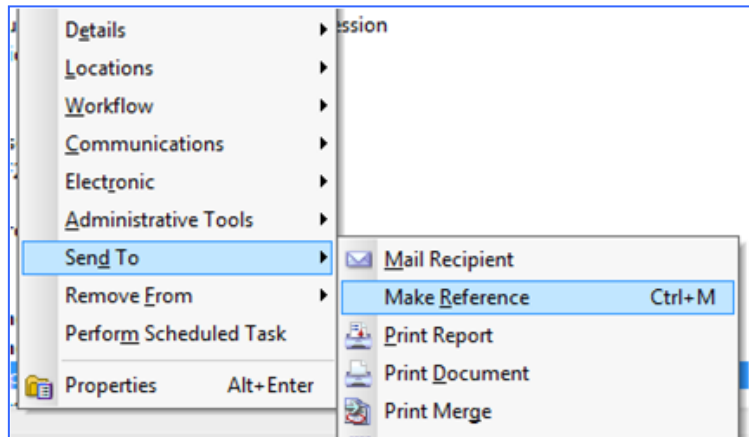 Details
ession
Locations
Workflow
Communications
Electronic
Administrative Tools
Send To
Mail Recipient
Remove From
Make Reference Ctrl+M
Perform Scheduled Task
Print Report
Properties Alt+Enter
Print Document
Print Merge